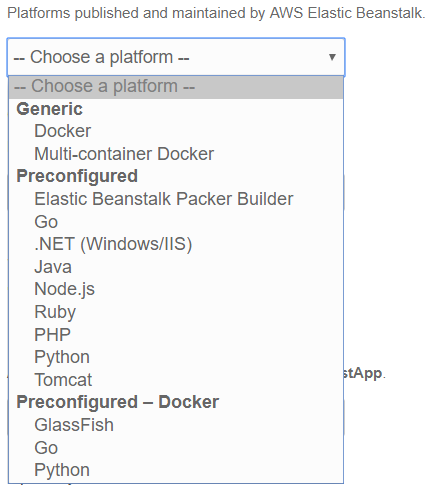 Platforms published and maintained by AWS Elastic Beanstalk.
-- Choose a platform --
-- Choose a platform --
Generic
Docker
Multi-container Docker
Preconfigured
Elastic Beanstalk Packer Builder
Go
.NET (Windows/IIS)
Java
Node.js
Ruby
PHP
Python
Tomcat
stApp.
Preconfigured – Docker
GlassFish
Go
Python